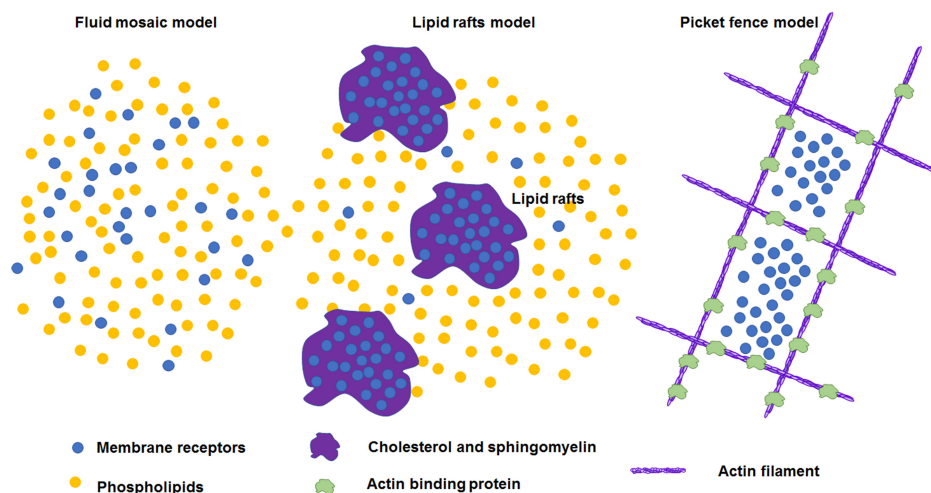 Fluid mosaic model
Lipid rafts model
Picket fence model
Lipid rafts
Membrane receptors
Phospholipids
Cholesterol and sphingomyelin
Actin binding protein
Actin filament